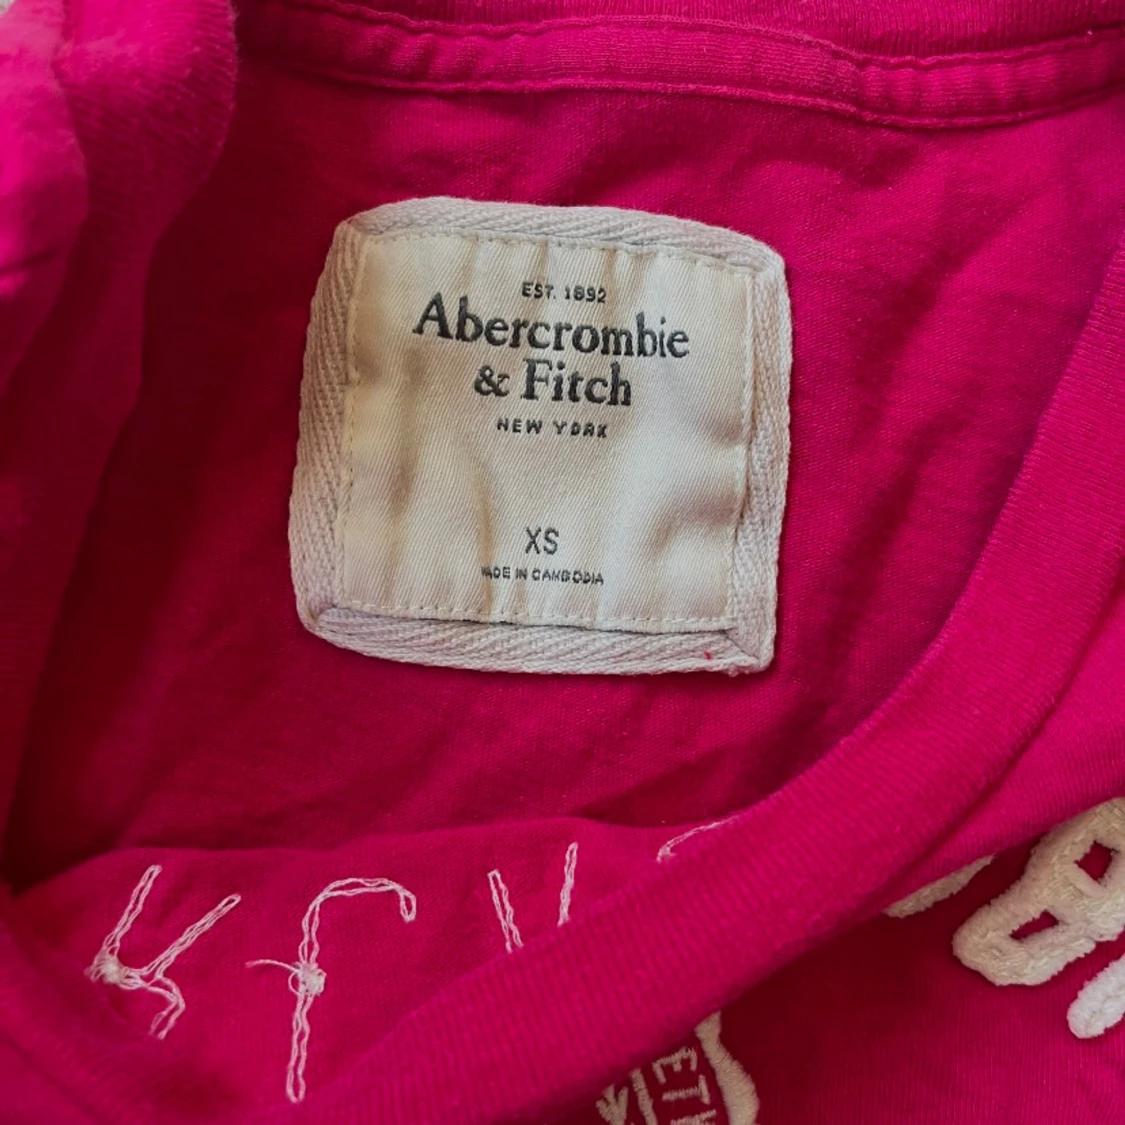 EST. 1892
Abercrombie
& Fitch
NEW YORK
XS
MADE IN CAMBODIA